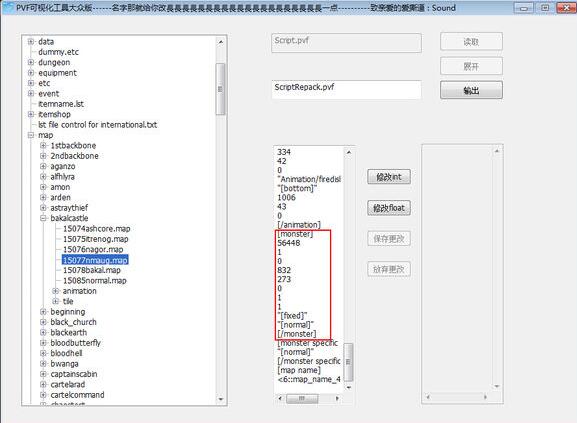 PVF可视化工具大众版------名字那就给你改長長長長長長長長長長長長長長長長長長長一点----------致亲爱的爱撕逼：Sound
data
dummy.etc
dungeon
equipment
etc
event
itemname.lst
itemshop
lst file control for international.txt
map
1stbackbone
2ndbackbone
aganzo
alfhlyra
amon
arden
astraythief
bakalcastle
15074ashcore.map
15075itrenog.map
15076nagor.map
15077nmaug.map
15078bakal.map
15085normal.map
animation
tile
beginning
black_church
blackearth
bloodbutterfly
bloodhell
bwanga
captainscabin
cartelarad
cartelcommand
Script.pvf
ScriptRepack.pvf
读取
展开
输出
334
42
0
"Animation/firedisl
"[bottom]"
1006
43
0
[/animation]
[monster]
56448
1
0
832
273
0
1
1
"[fixed]"
"[normal]"
[/monster]
[monster specific
"[normal]"
[/monster specific
[map name]
<6::map_name_4
修改int
修改float
保存更改
放弃更改